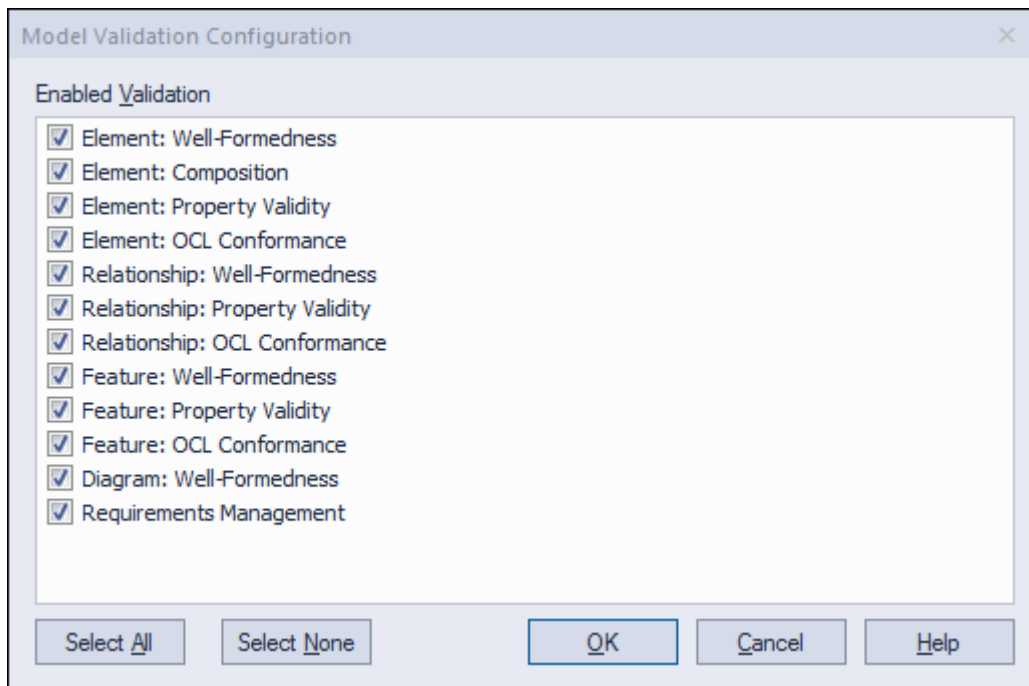 Model Validation Configuration
Enabled Validation
Element: Well-Formedness
Element: Composition
Element: Property Validity
Element: OCL Conformance
Relationship: Well-Formedness
Relationship: Property Validity
Relationship: OCL Conformance
Feature: Well-Formedness
Feature: Property Validity
Feature: OCL Conformance
Diagram: Well-Formedness
Requirements Management
Select All Select None OK Cancel Help